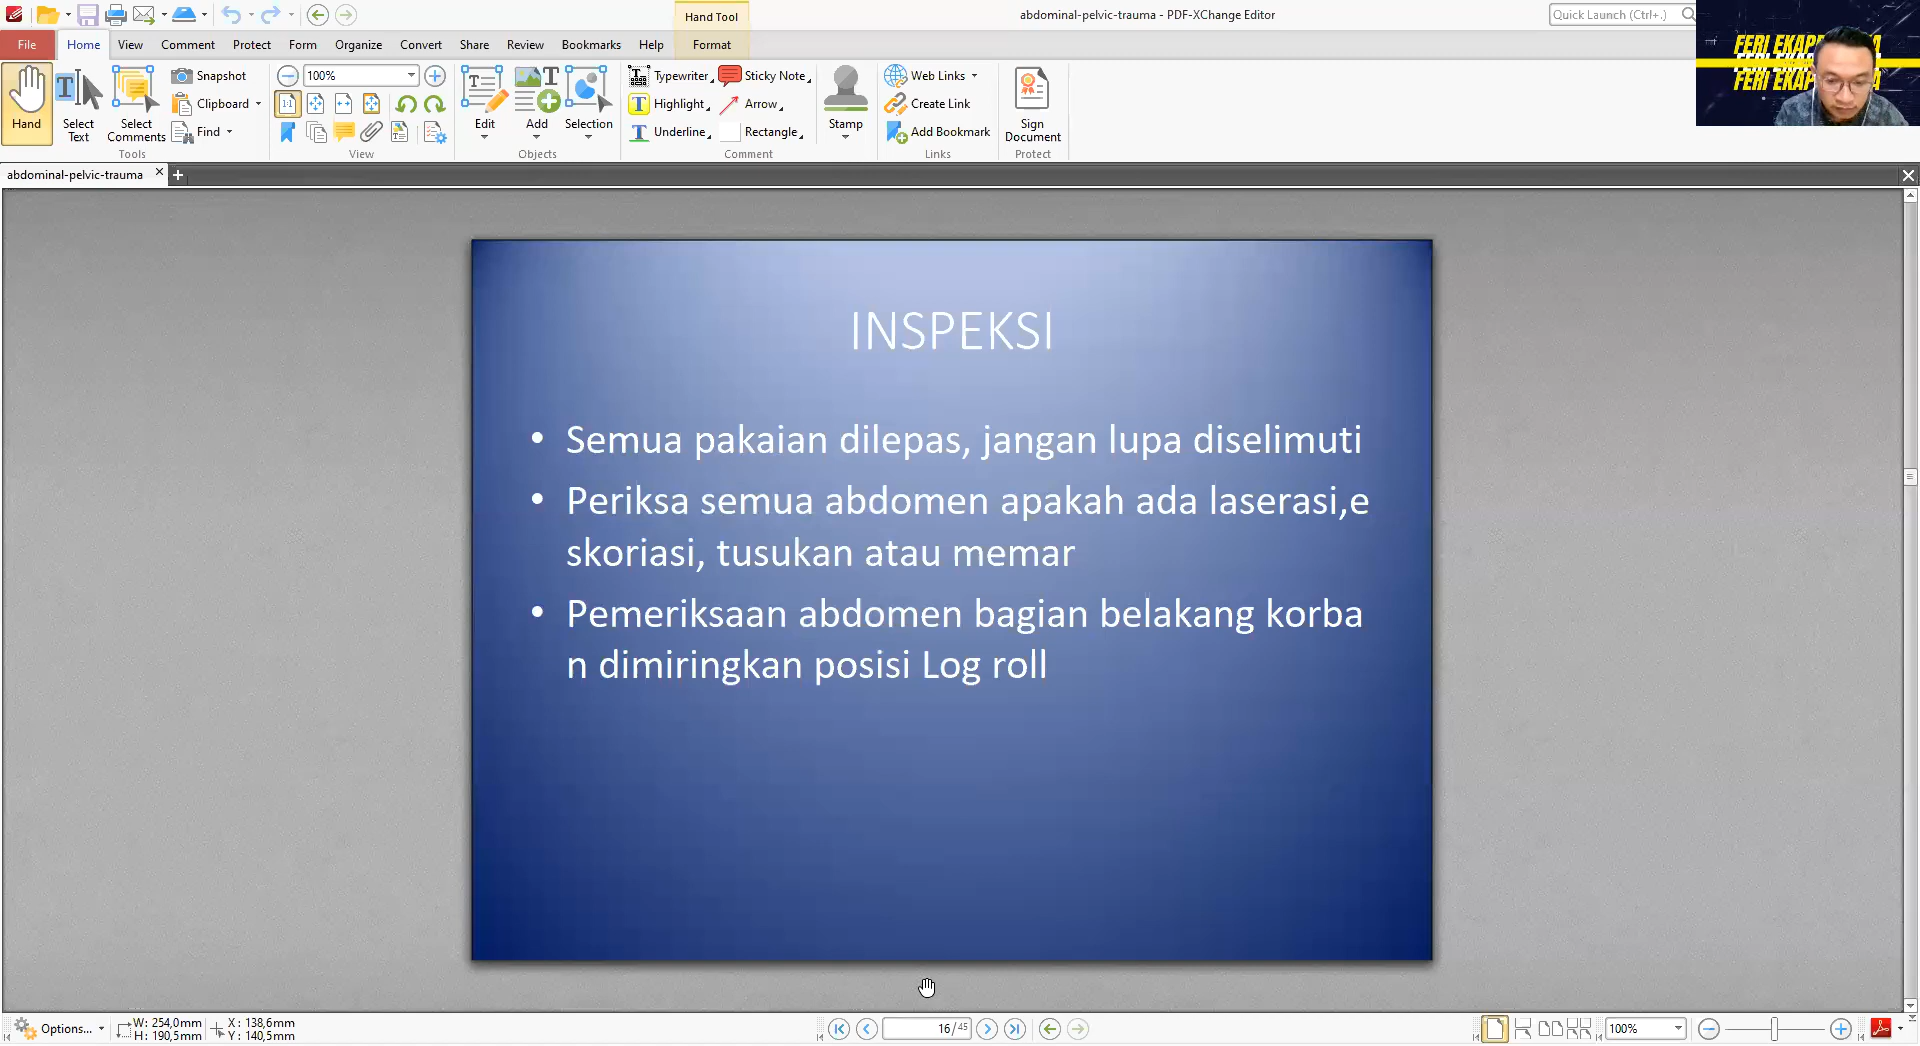 abdominal-pelvic-trauma - PDF-XChange Editor
Hand Tool
Quick Launch (Ctrl+.)
File Home View Comment Protect Form Organize Convert Share Review Bookmarks Help Format
Hand
Select Text
Select Comments
Snapshot
Clipboard
Find
Tools
100%
1:1
View
Edit
Add
Selection
Objects
Typewriter
Highlight
Underline
Sticky Note
Arrow
Rectangle
Comment
Stamp
Web Links
Create Link
Add Bookmark
Links
Sign Document
Protect
abdominal-pelvic-trauma
INSPEKSI
• Semua pakaian dilepas, jangan lupa diselimuti
• Periksa semua abdomen apakah ada laserasi,e
skoriasi, tusukan atau memar
• Pemeriksaan abdomen bagian belakang korba
n dimiringkan posisi Log roll
Options...
W: 254,0mm
H: 190,5mm
X: 138,6mm
Y: 140,5mm
16/45
100%